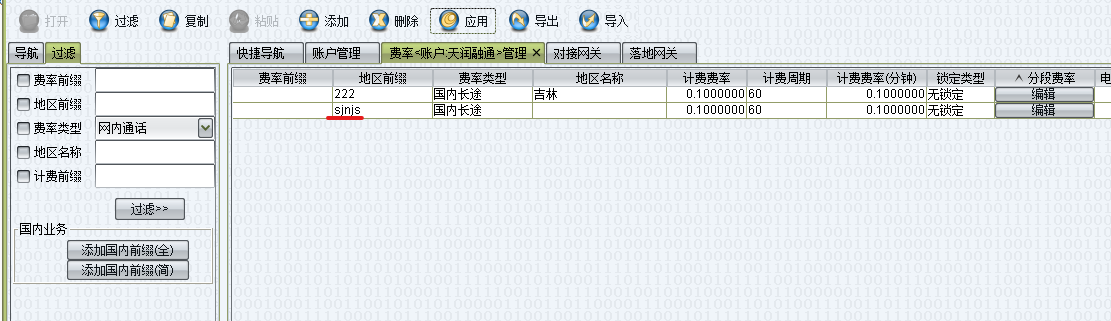 打开 过滤 复制 粘贴 添加 删除 应用 导出 导入
导航 过滤 快捷导航 账户管理 费率<账户:天润融通>管理 对接网关 落地网关
费率前缀
地区前缀
费率类型 网内通话
地区名称
计费前缀
过滤>>
国内业务
添加国内前缀(全)
添加国内前缀(简)
费率前缀 地区前缀 费率类型 地区名称 计费费率 计费周期 计费费率(分钟) 锁定类型 分段费率
222 国内长途 吉林 0.1000000 60 0.1000000 无锁定 编辑
sjnjs 国内长途 0.1000000 60 0.1000000 无锁定 编辑